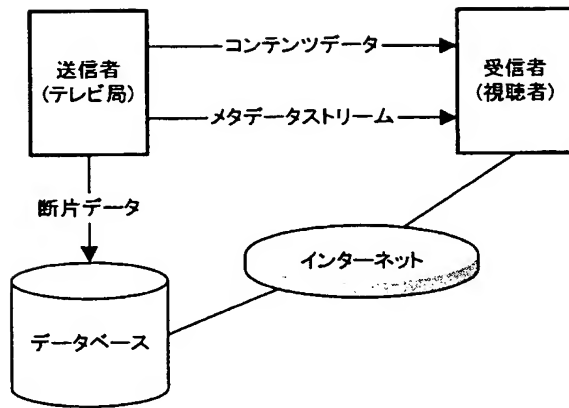 送信者
(テレビ局)
コンテンツデータ
受信者
(視聴者)
メタデータストリーム
断片データ
インターネット
データベース